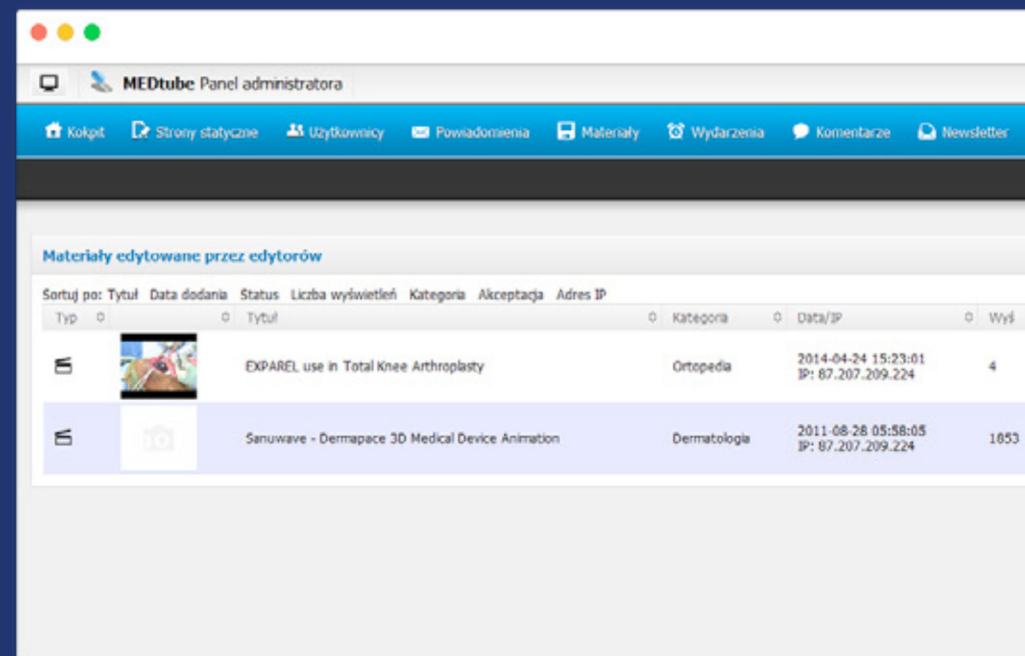 MEDtube Panel administratora
Kokpit Strony statyczne Użytkownicy Powiadomienia Materiały Wydarzenia Komentarze Newsletter
Materiały edytowane przez edytorów
Sortuj po: Tytuł Data dodania Status Liczba wyświetleń Kategoria Akceptacja Adres IP
Typ Tytuł Kategoria Data/IP Wyś
EXPAREL use in Total Knee Arthroplasty Ortopedia 2014-04-24 15:23:01 4
IP: 87.207.209.224
Sanuwave - Dermapace 3D Medical Device Animation Dermatologia 2011-08-28 05:58:05 1853
IP: 87.207.209.224